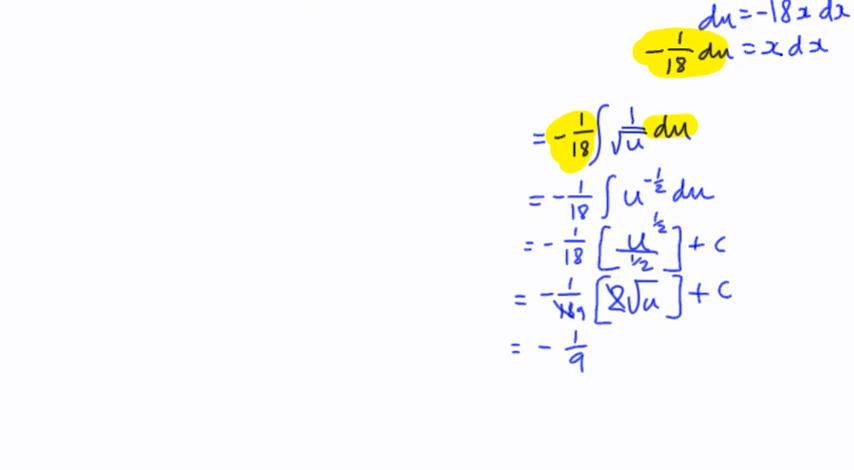 du = -18x dx
-1/18 du = x dx
= -1/18 ∫ 1/√u du
= -1/18 ∫ u^(-1/2) du
= -1/18 [u^(1/2) / (1/2)] + c
= -1/18 9 [2√u] + c
= -1/9